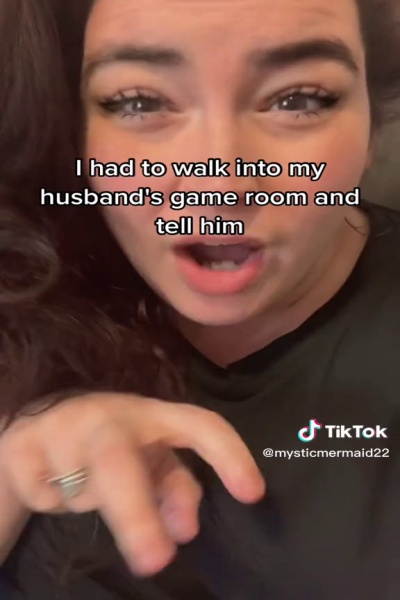 I had to walk into my
husband's game room and
tell him
TikTok
@mysticmermaid22